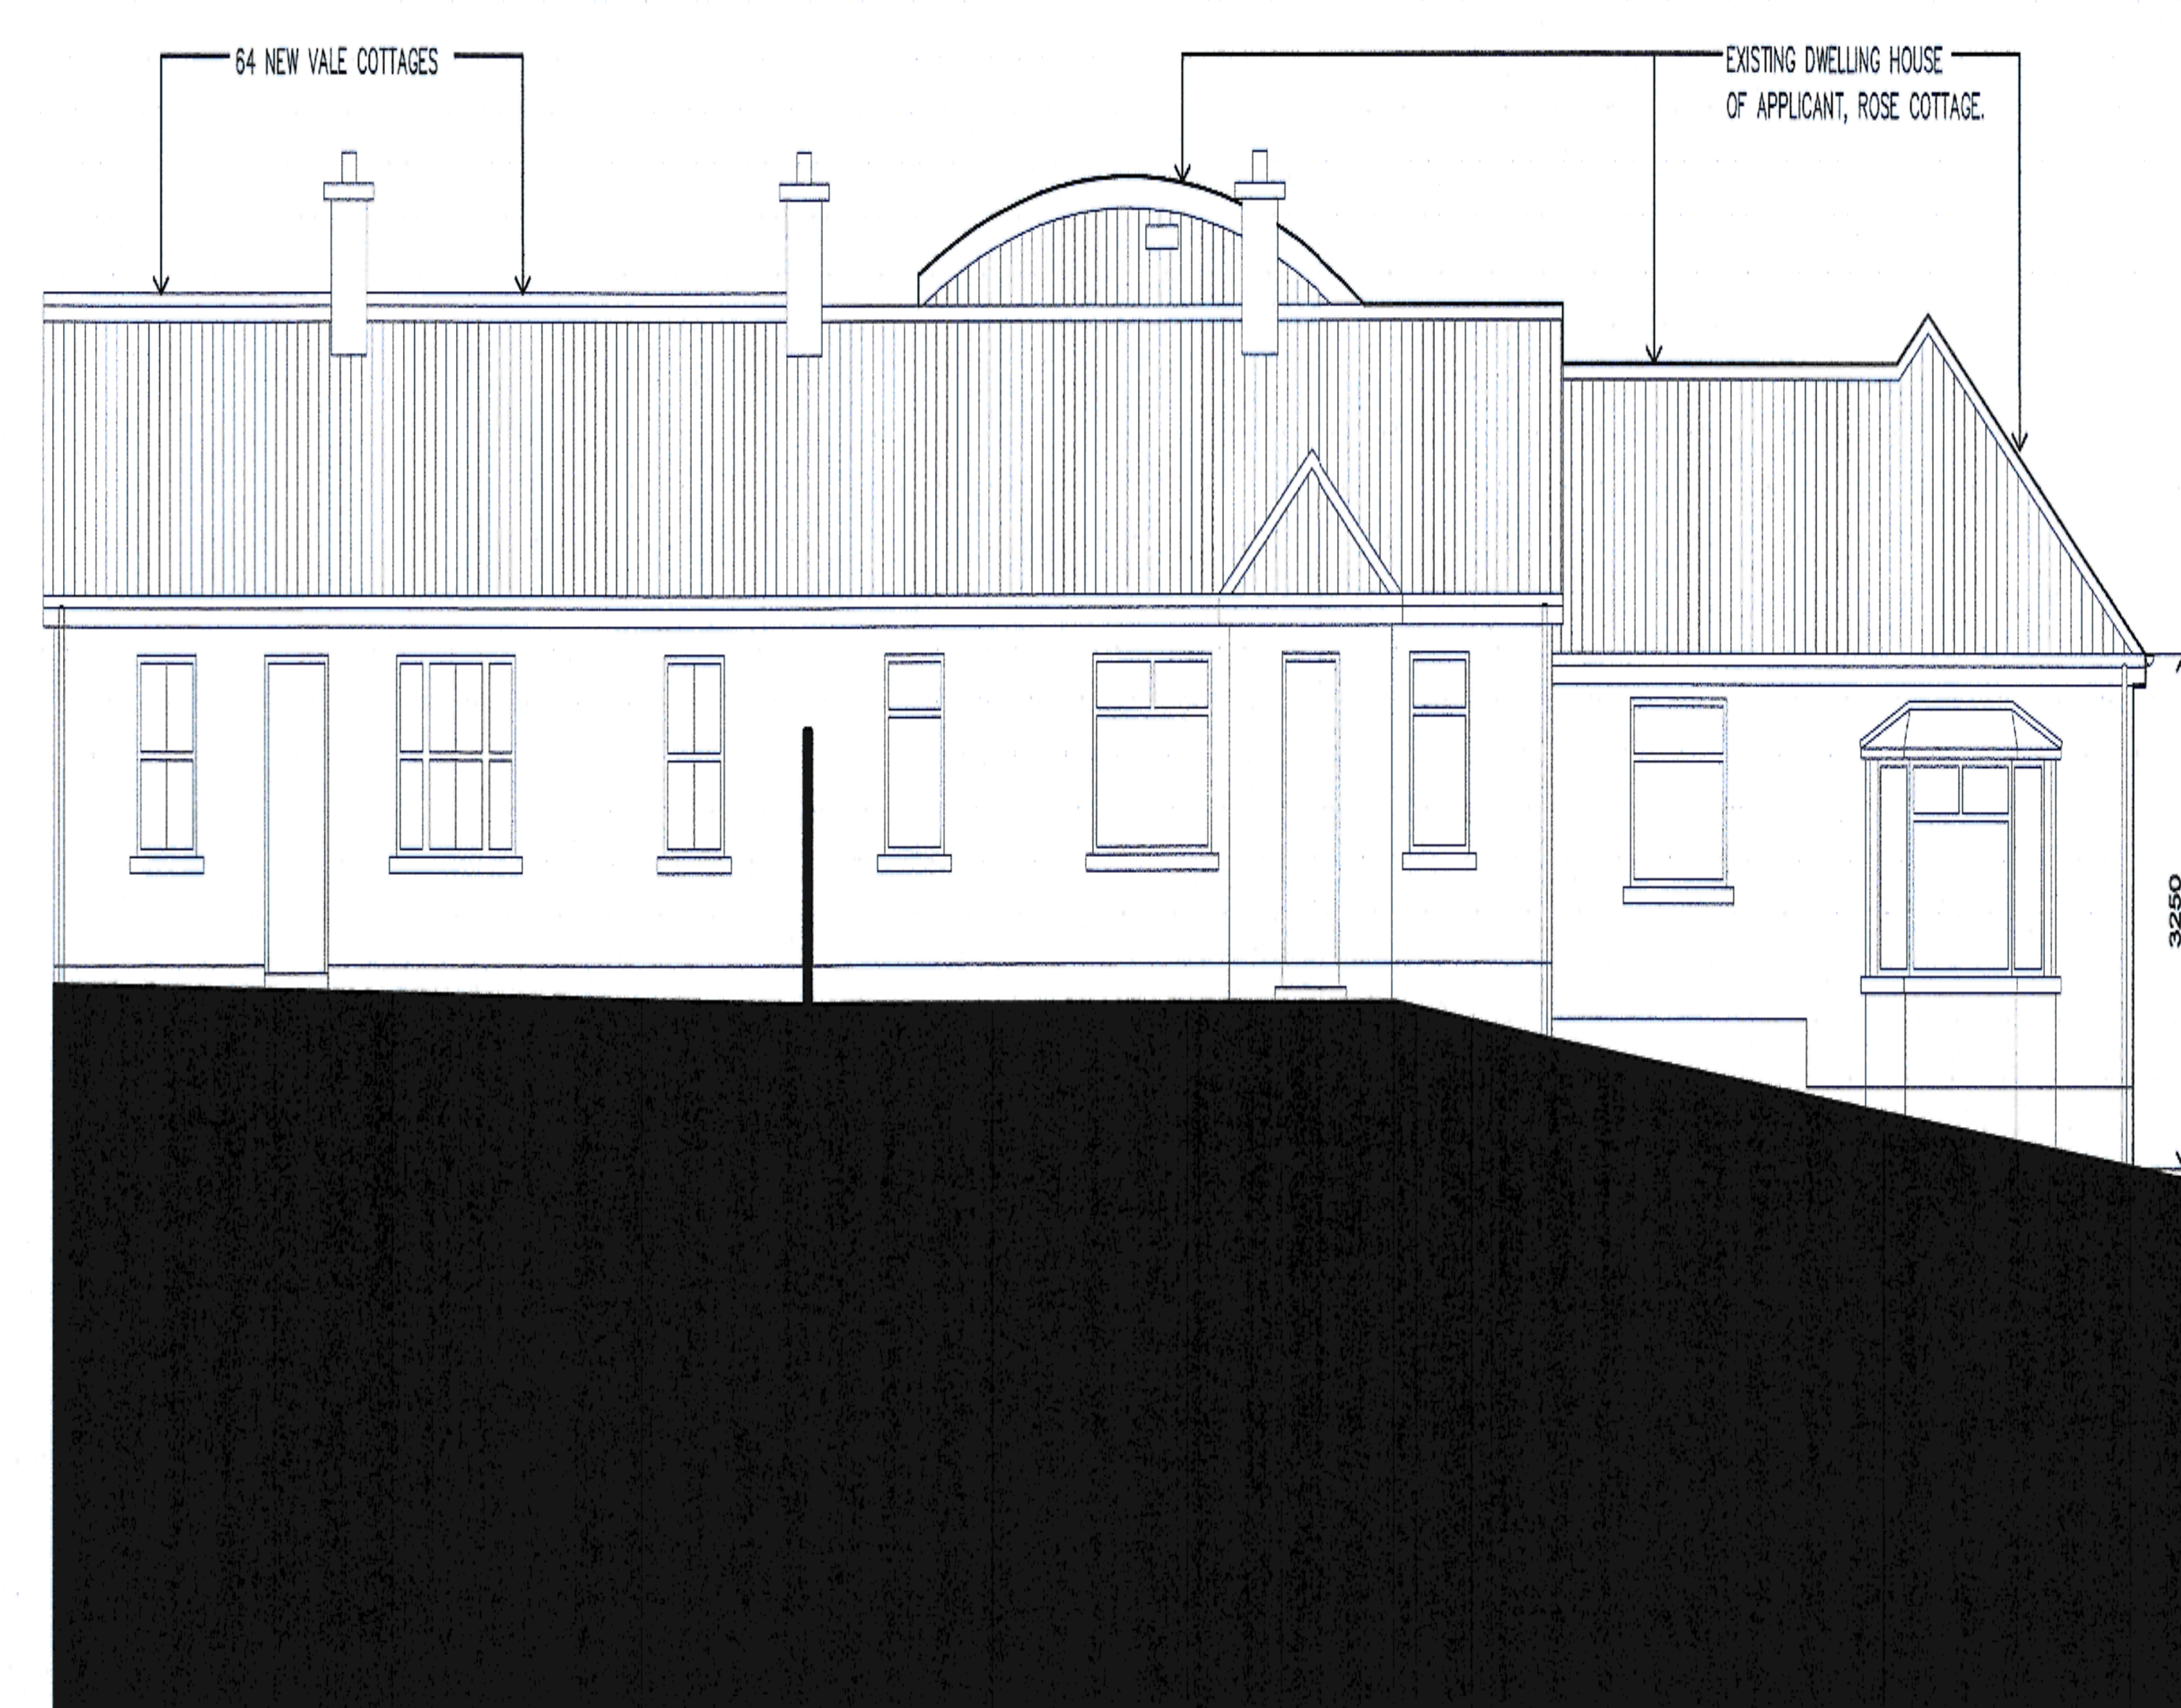 64 NEW VALE COTTAGES
EXISTING DWELLING HOUSE
OF APPLICANT, ROSE COTTAGE.
3250